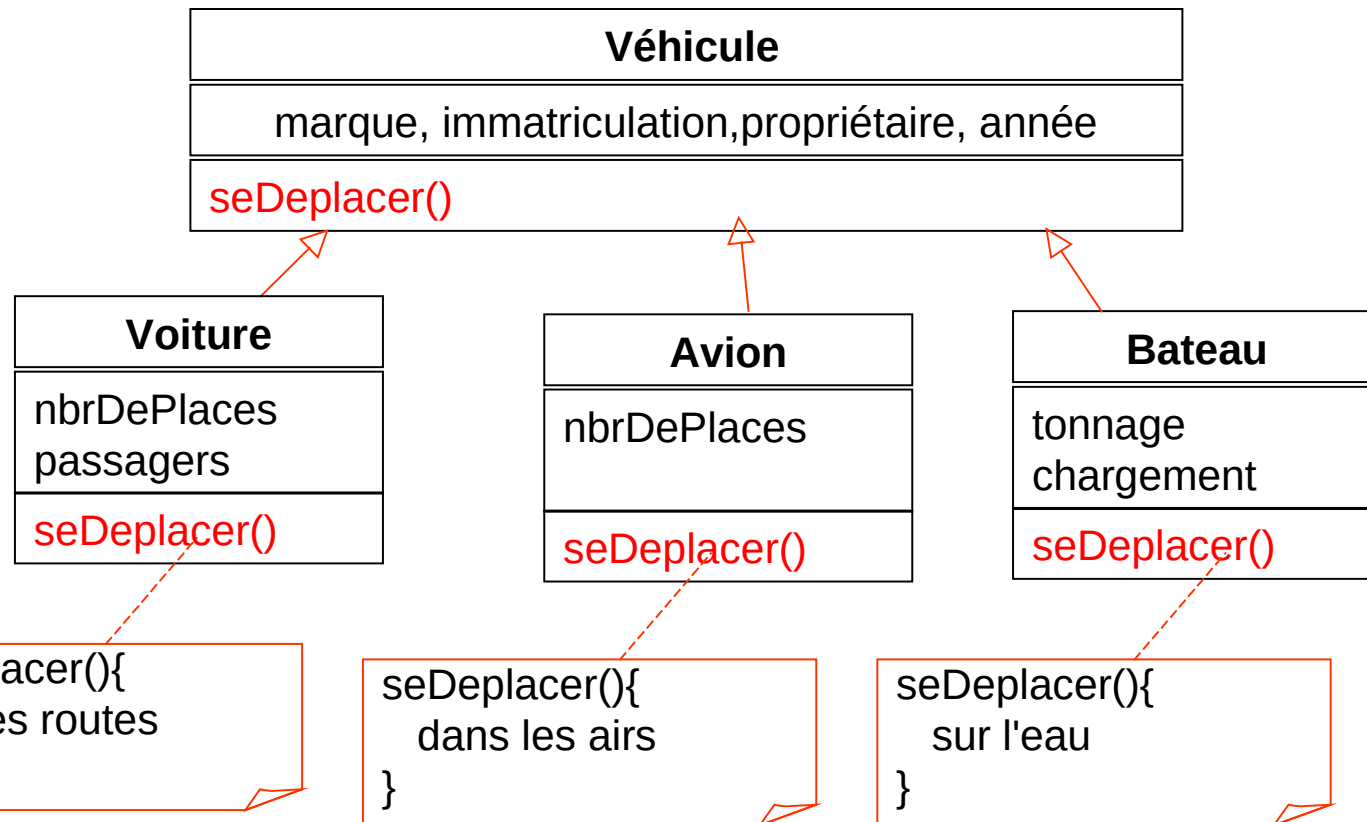 Véhicule
marque, immatriculation,propriétaire, année
seDeplacer()
Voiture
nbrDePlaces
passagers
seDeplacer()
Avion
nbrDePlaces
seDeplacer()
Bateau
tonnage
chargement
seDeplacer()
acer(){
es routes
seDeplacer(){
dans les airs
}
seDeplacer(){
sur l'eau
}